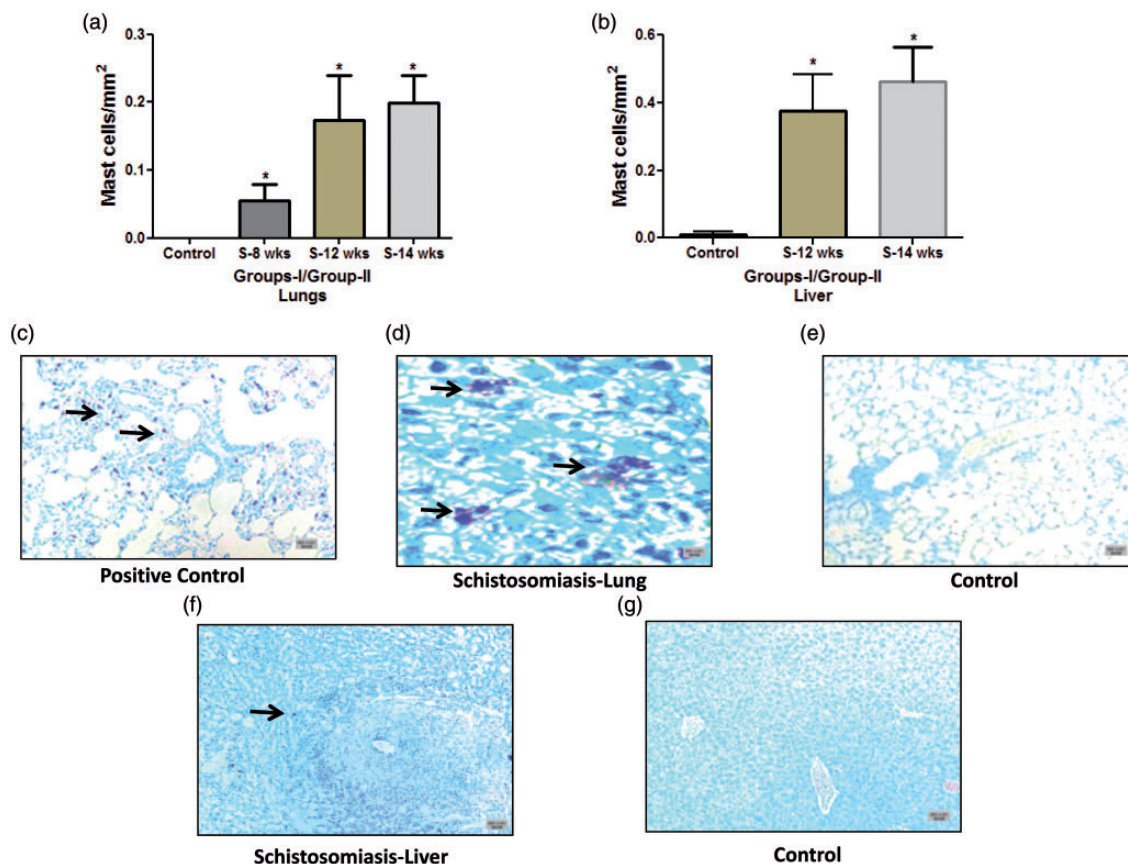 (a)
Mast cells/mm²
0.3
0.2
0.1
0.0
*
*
*
Control
S-8 wks
S-12 wks
S-14 wks
Groups-I/Group-II
Lungs
(b)
Mast cells/mm²
0.6
0.4
0.2
0.0
*
*
Control
S-12 wks
S-14 wks
Groups-I/Group-II
Liver
(c)
Positive Control
(d)
Schistosomiasis-Lung
(e)
Control
(f)
Schistosomiasis-Liver
(g)
Control